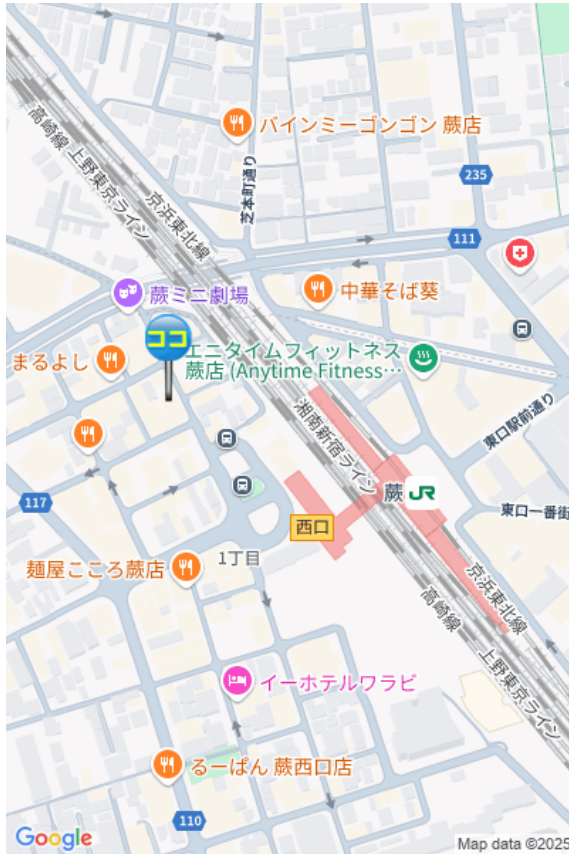 バインミーゴンゴン 蕨店
高崎線 上野東京ライン
京浜東北線
芝本町通り
235
111
蕨ミニ劇場
中華そば葵
ココ
まるよし
エニタイムフィットネス
蕨店 (Anytime Fitness…
湘南新宿ライン
東口駅前通り
蕨 JR
117
西口
東口一番街
1丁目
麺屋こころ蕨店
京浜東北線
高崎線
上野東京ライン
イーホテルワラビ
るーぱん 蕨西口店
110
Google
Map data ©2025